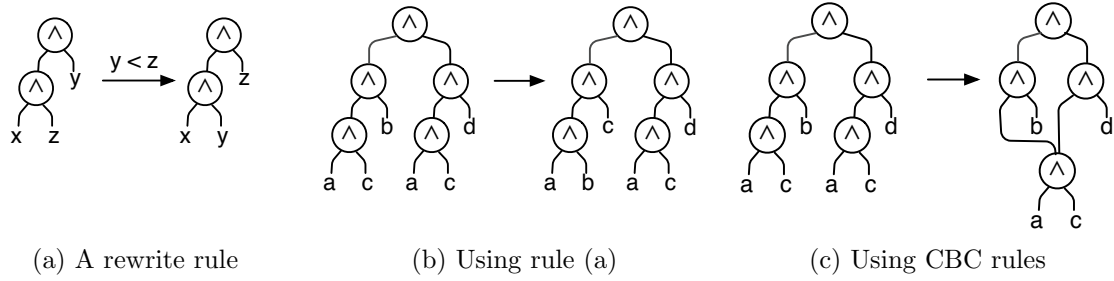 ∧ ∧ ∧ ∧ ∧ ∧
y y < z z ∧ ∧ ∧ ∧ ∧ ∧ ∧ ∧
∧ ∧ b d c d b d b d
x z x y ∧ ∧ ∧ ∧ ∧ ∧ ∧
a c a c a b a c a c a c a c
(a) A rewrite rule (b) Using rule (a) (c) Using CBC rules